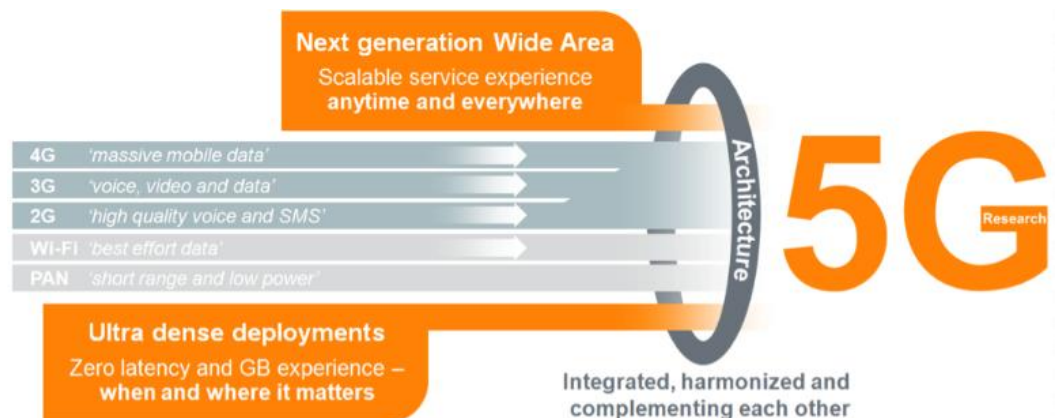 Next generation Wide Area
Scalable service experience
anytime and everywhere
4G 'massive mobile data'
3G 'voice, video and data'
2G 'high quality voice and SMS'
Wi-Fi 'best effort data'
PAN 'short range and low power'
Architecture
5G
Research
Ultra dense deployments
Zero latency and GB experience –
when and where it matters
Integrated, harmonized and
complementing each other